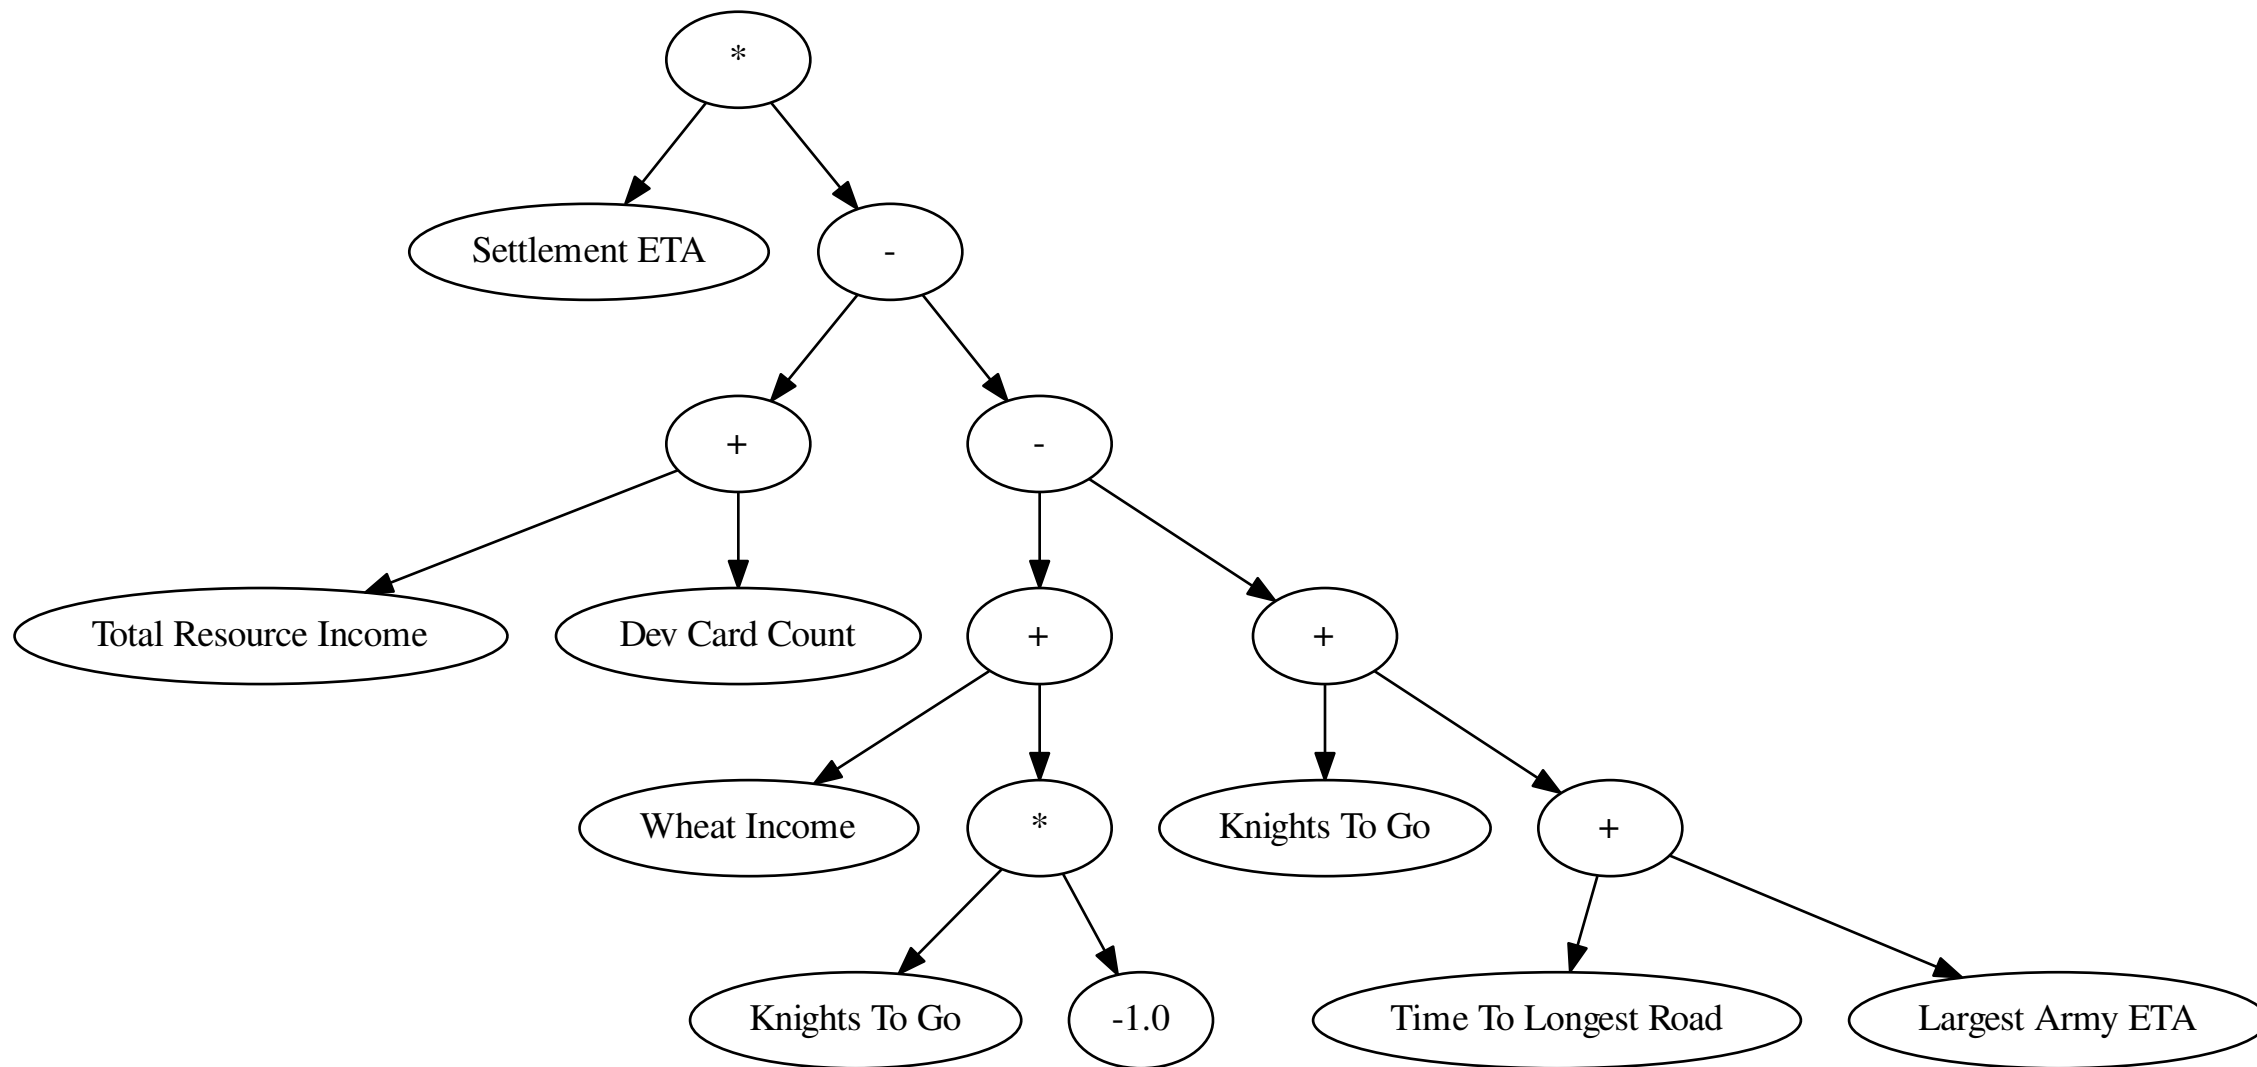 *
Settlement ETA
-
+
-
Total Resource Income
Dev Card Count
+
+
Wheat Income
*
Knights To Go
+
Knights To Go
-1.0
Time To Longest Road
Largest Army ETA